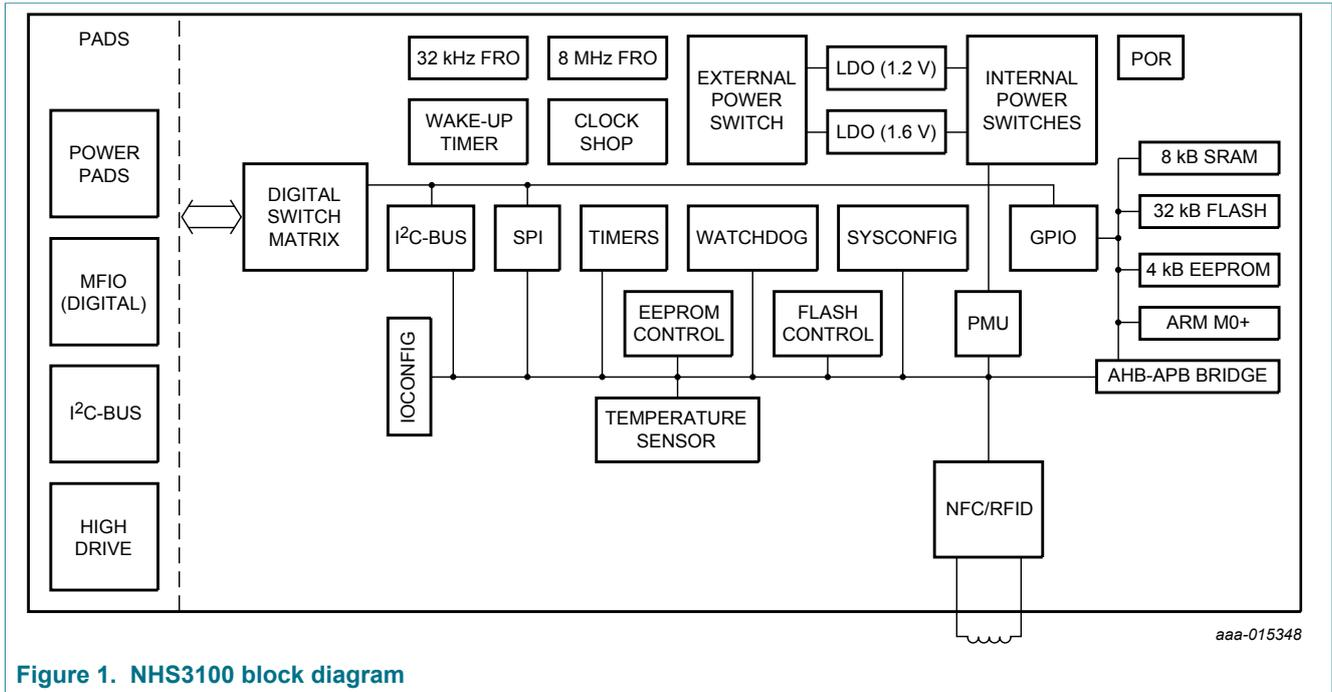 PADS
POWER
PADS
MFIO
(DIGITAL)
I²C-BUS
HIGH
DRIVE
DIGITAL
SWITCH
MATRIX
32 kHz FRO
8 MHz FRO
WAKE-UP
TIMER
CLOCK
SHOP
EXTERNAL
POWER
SWITCH
LDO (1.2 V)
LDO (1.6 V)
INTERNAL
POWER
SWITCHES
POR
I²C-BUS
SPI
TIMERS
WATCHDOG
SYSCONFIG
GPIO
8 kB SRAM
32 kB FLASH
4 kB EEPROM
ARM M0+
AHB-APB BRIDGE
IOCONFIG
EEPROM
CONTROL
FLASH
CONTROL
PMU
TEMPERATURE
SENSOR
NFC/RFID
aaa-015348
Figure 1. NHS3100 block diagram